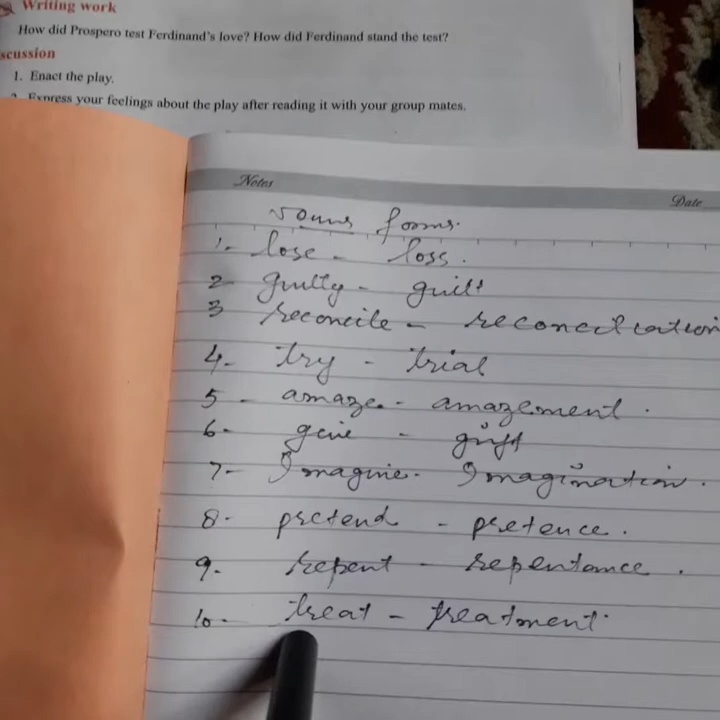 Writing work
How did Prospero test Ferdinand's love? How did Ferdinand stand the test?
scussion
1. Enact the play.
2. Express your feelings about the play after reading it with your group mates.
Notes
Date
Nouns forms.
1- lose - loss.
2 guilty - guilt
3 reconcile - reconciliation
4- try - trial
5 - amaze - amazement.
6- give - gift
7- Imagine - Imagination.
8- pretend - pretence.
9- repent - repentance.
10- treat - treatment